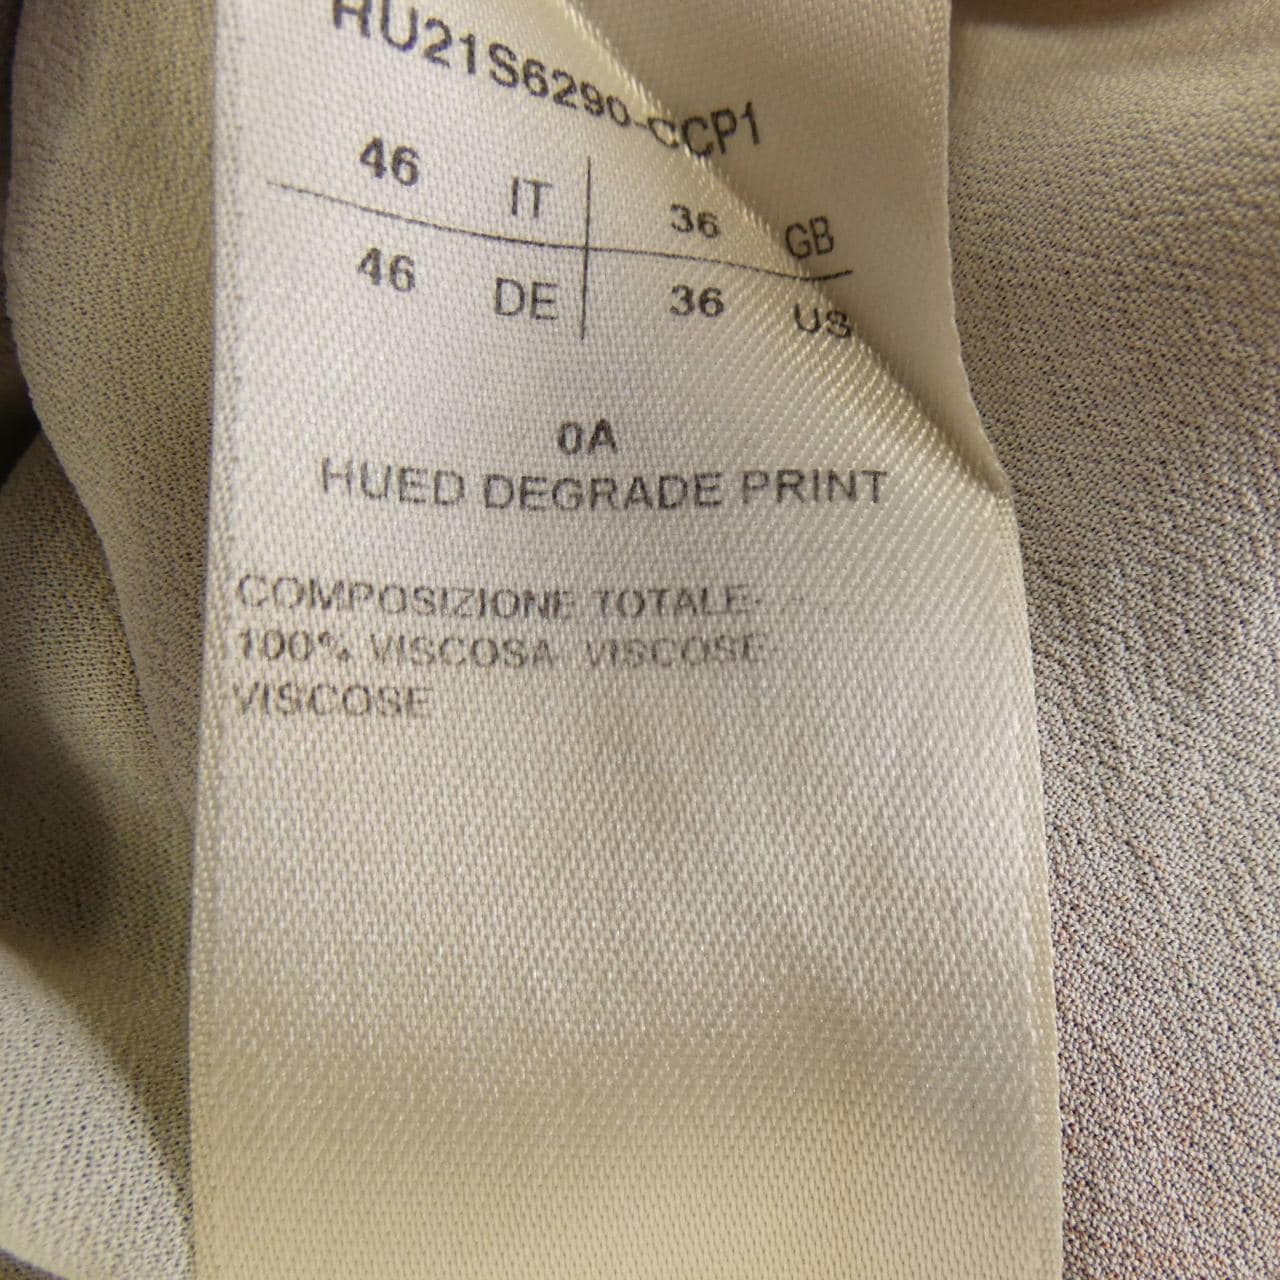 RU21S6290-CCP1
46 IT 36 GB
46 DE 36 US
0A
HUED DEGRADE PRINT
COMPOSIZIONE TOTALE-
100% VISCOSA VISCOSE-
VISCOSE